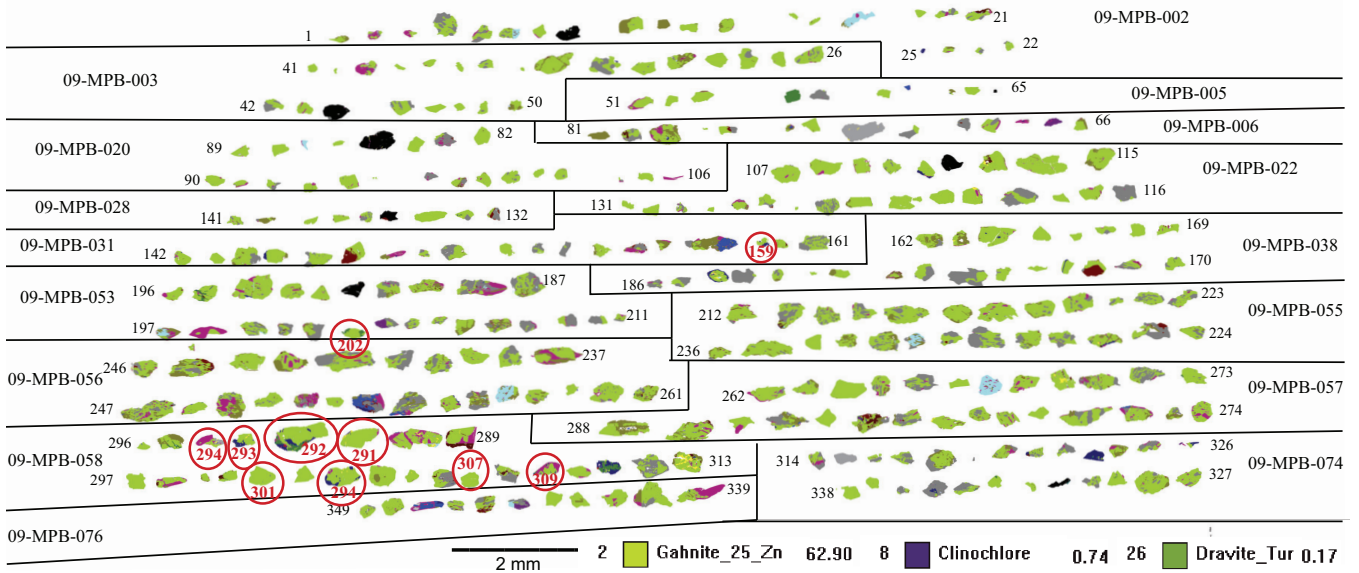 1 21 09-MPB-002
41 26 25 22
09-MPB-003
42 50 51 65 09-MPB-005
89 82 81 66 09-MPB-006
09-MPB-020
90 106 107 115 09-MPB-022
131 116
09-MPB-028 141 132
09-MPB-031 142 159 161 162 169 09-MPB-038
186 170
09-MPB-053 196 187
197 202 211 212 223 09-MPB-055
236 224
09-MPB-056 246 237
247 261 262 273 09-MPB-057
274
09-MPB-058 296 294 293 292 291 289 288
297 301 294 307 309 313 314 326 09-MPB-074
338 327
349 339
09-MPB-076
2 mm
2 Gahnite_25_Zn 62.90 8 Clinochlore 0.74 26 Dravite_Tur 0.17